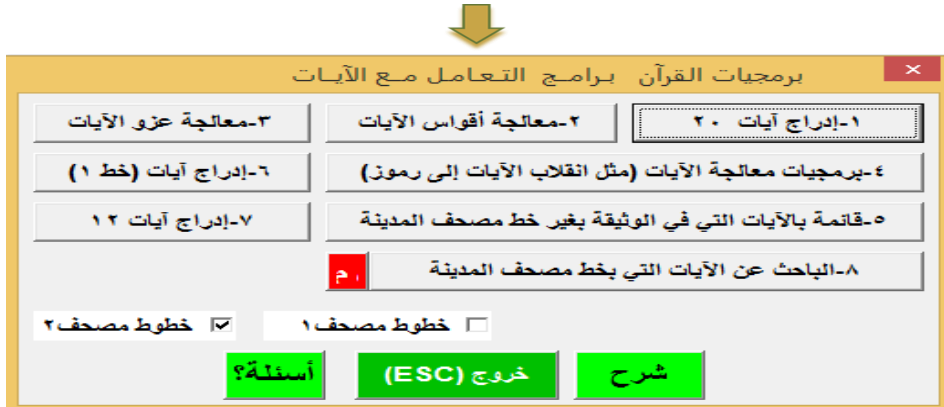 برمجيات القرآن برامج التعامل مع الآيات
١-إدراج آيات ٢٠
٢-معالجة أقواس الآيات
٣-معالجة عزو الآيات
٤-برمجيات معالجة الآيات (مثل انقلاب الآيات إلى رموز)
٦-إدراج آيات (خط ١)
٥-قائمة بالآيات التي في الوثيقة بغير خط مصحف المدينة
٧-إدراج آيات ١٢
٨-الباحث عن الآيات التي بخط مصحف المدينة
م
خطوط مصحف١
خطوط مصحف٢
شرح
خروج (ESC)
أسئلة؟